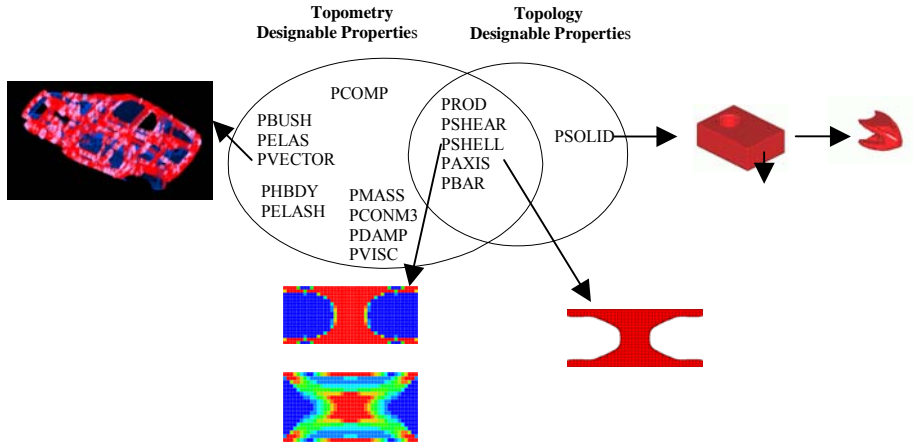 Topometry
Designable Properties
Topology
Designable Properties
PCOMP
PBUSH
PELAS
PVECTOR
PHBDY
PELASH
PMASS
PCONM3
PDAMP
PVISC
PROD
PSHEAR
PSHELL
PAXIS
PBAR
PSOLID